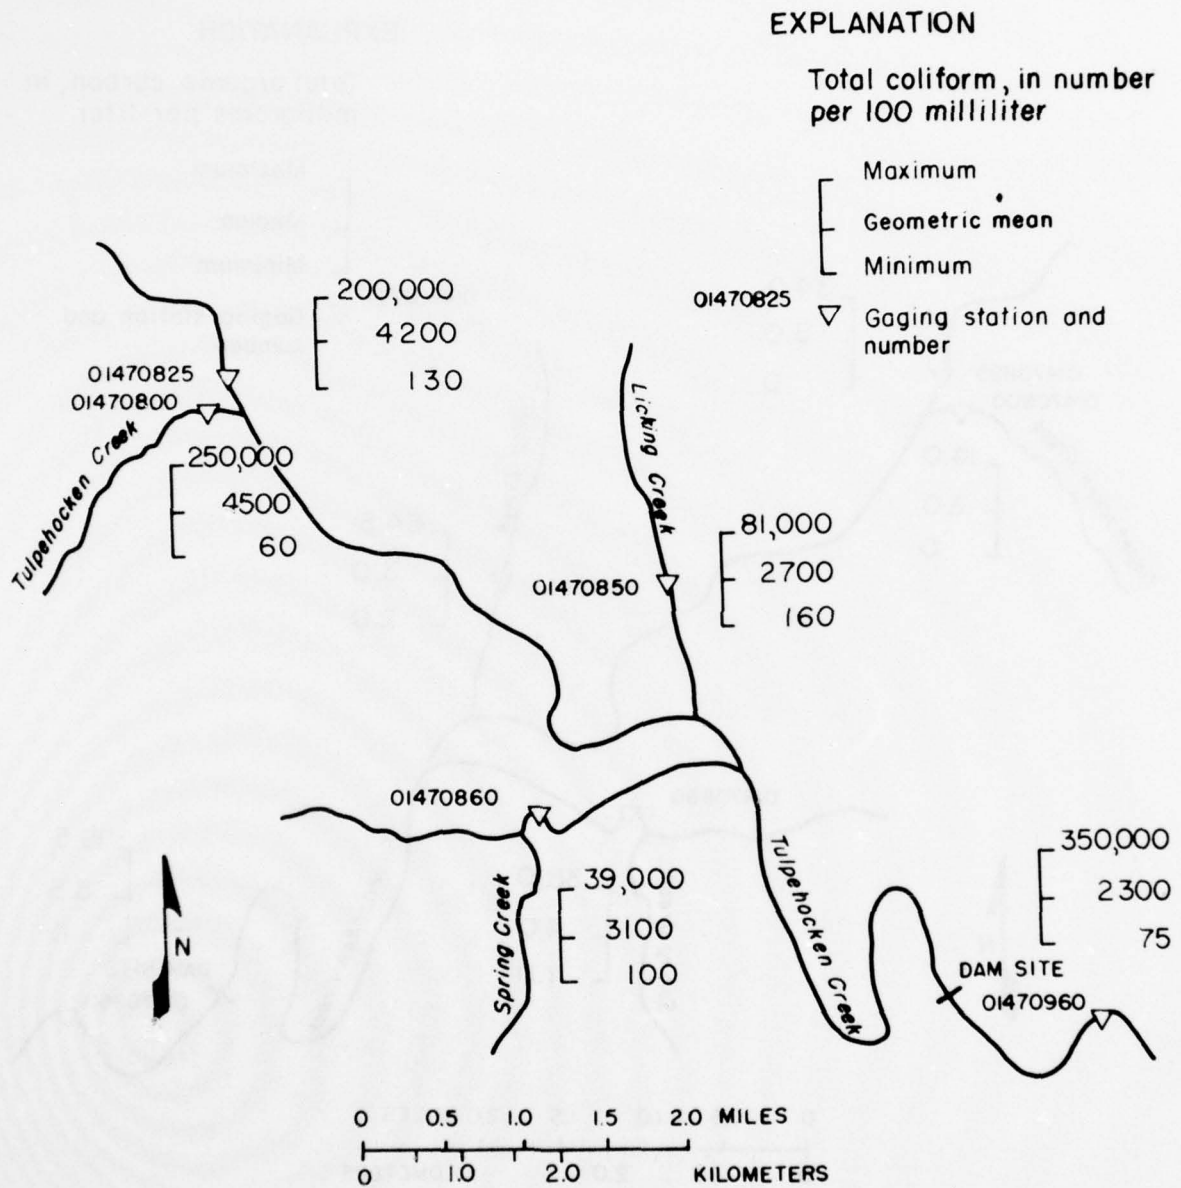 EXPLANATION
Total coliform, in number
per 100 milliliter
Maximum
Geometric mean
Minimum
01470825
Gaging station and
number
200,000
4200
130
01470825
01470800
Tulpehocken Creek
250,000
4500
60
Licking Creek
81,000
2700
160
01470850
01470860
39,000
3100
100
Spring Creek
Tulpehocken Creek
350,000
2300
75
DAM SITE
01470960
N
0 0.5 1.0 1.5 2.0 MILES
0 1.0 2.0 KILOMETERS